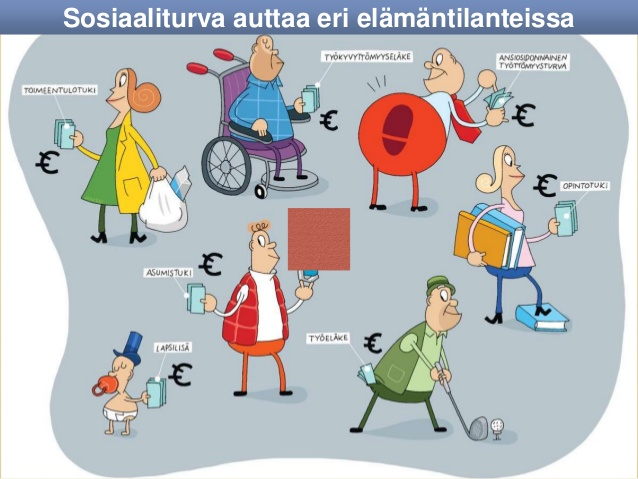 Sosiaaliturva auttaa eri elämäntilanteissa
TYÖKYVYTTÖMYYSELÄKE
ANSIOSIDONNAINEN
TYÖTTÖMYYSTURVA
TOIMEENTULOTUKI
€
€
€
OPINTOTUKI
€
ASUMISTUKI
€
TYÖELÄKE
€
LAPSILISÄ
€